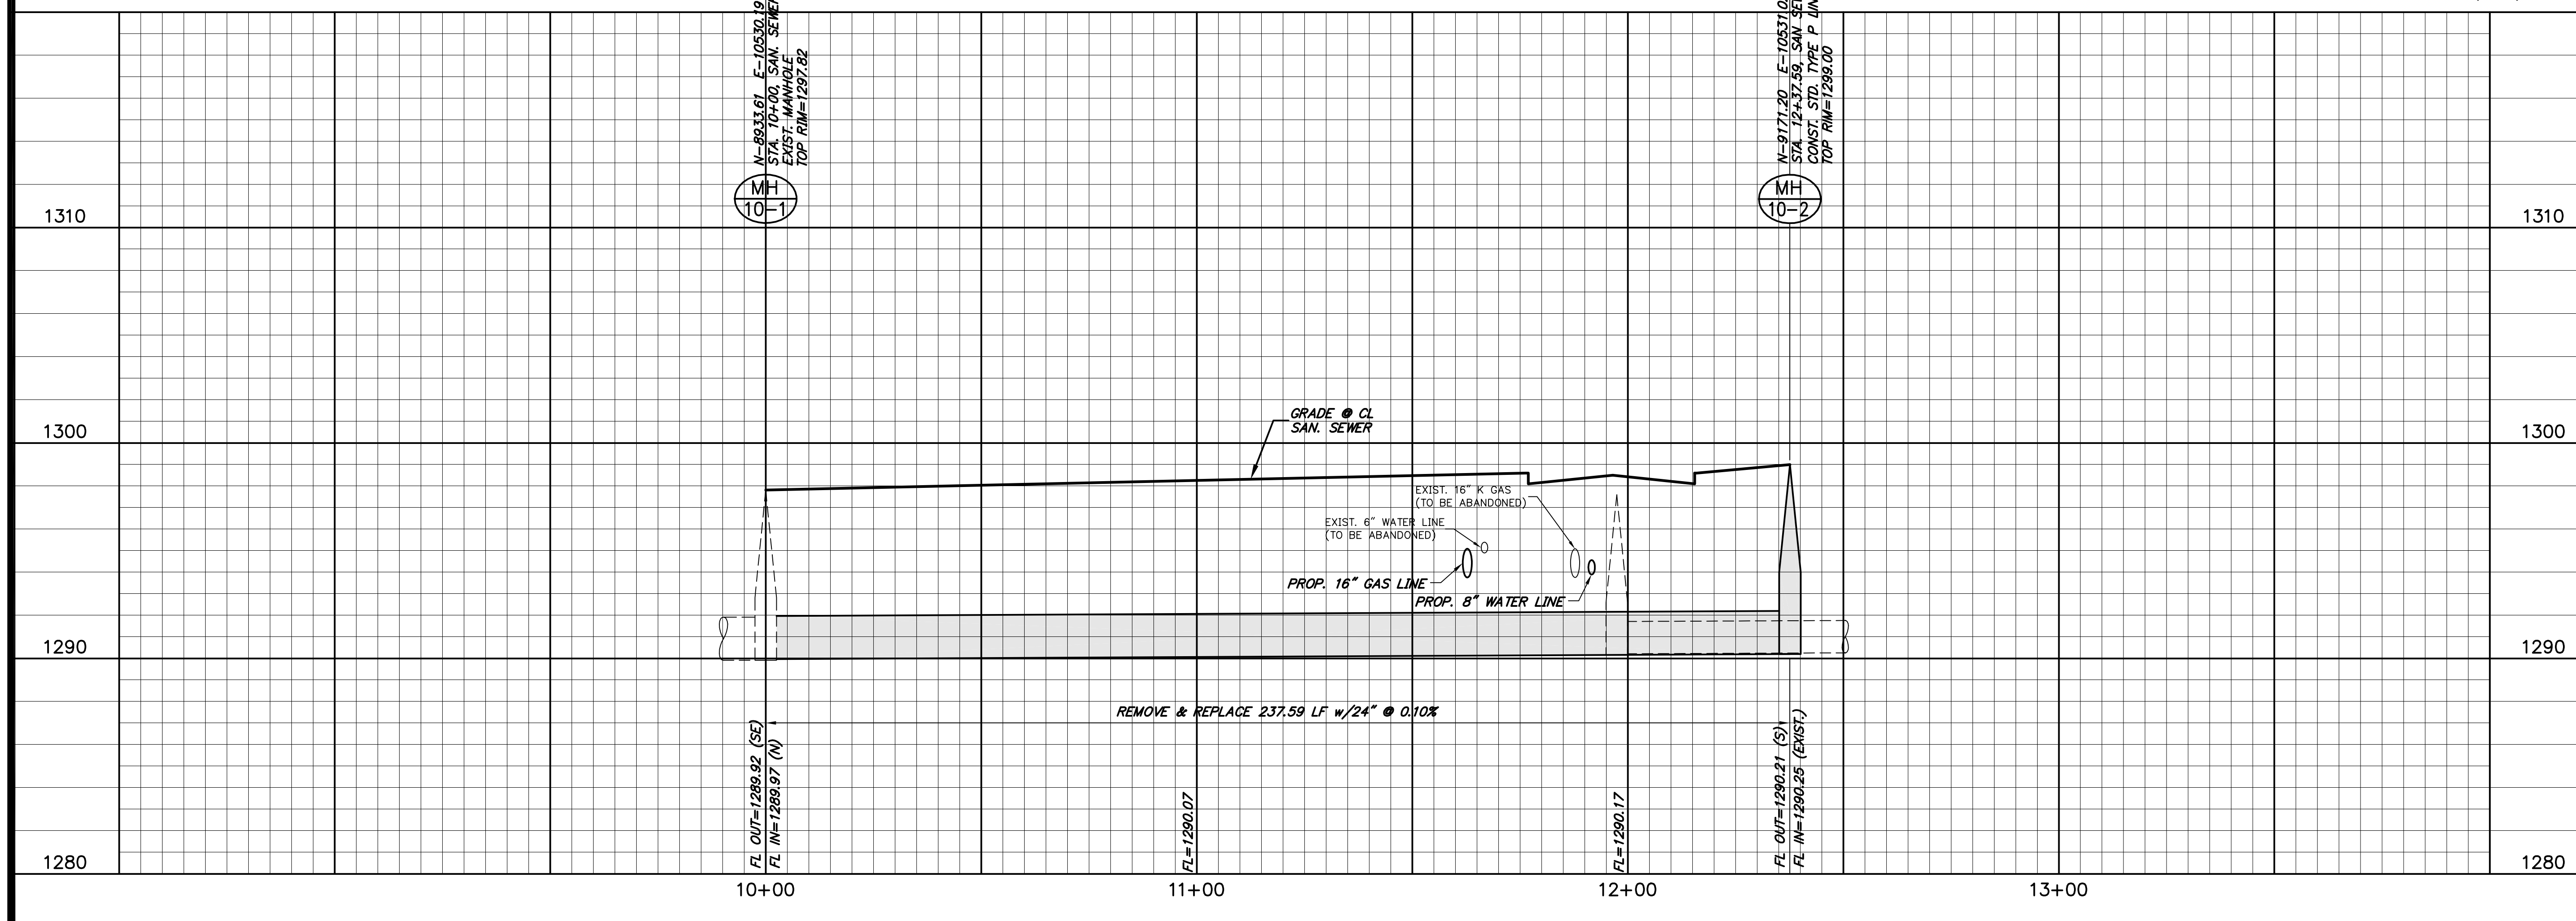 N-8933.61 E-10530.19
STA. 10+00, SAN. SEWER
EXIST. MANHOLE
TOP RIM=1297.82
N-9171.20 E-10531.0
STA. 12+37.59, SAN SE
CONST. STD. TYPE P LIN
TOP RIM=1299.00
MH
10-1
MH
10-2
1310
1310
1300
1300
GRADE @ CL
SAN. SEWER
EXIST. 16" K GAS
(TO BE ABANDONED)
EXIST. 6" WATER LINE
(TO BE ABANDONED)
PROP. 16" GAS LINE
PROP. 8" WATER LINE
1290
1290
REMOVE & REPLACE 237.59 LF w/24" @ 0.10%
FL OUT=1289.92 (SE)
FL IN=1289.97 (N)
FL=1290.07
FL=1290.17
FL OUT=1290.21 (S)
FL IN=1290.25 (EXIST.)
1280
1280
10+00
11+00
12+00
13+00